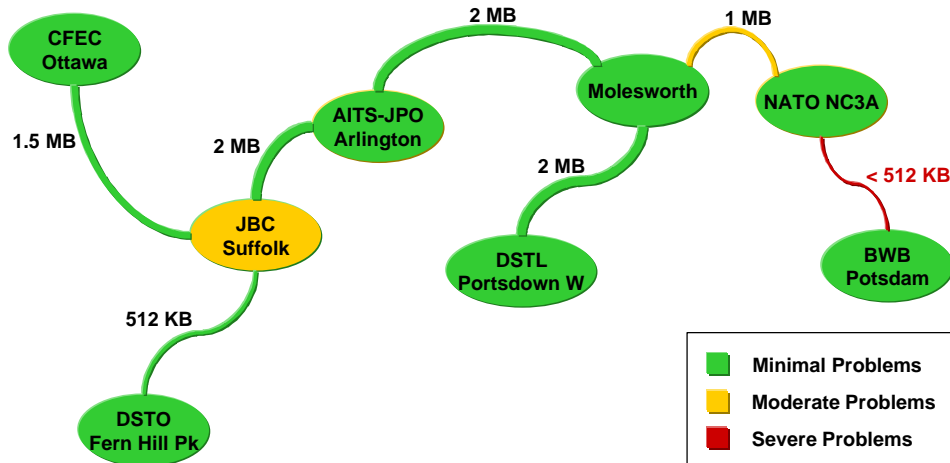 2 MB
1 MB
CFEC
Ottawa
Molesworth
NATO NC3A
AITS-JPO
Arlington
1.5 MB
2 MB
2 MB
< 512 KB
JBC
Suffolk
DSTL
Portsdown W
BWB
Potsdam
512 KB
Minimal Problems
Moderate Problems
DSTO
Fern Hill Pk
Severe Problems